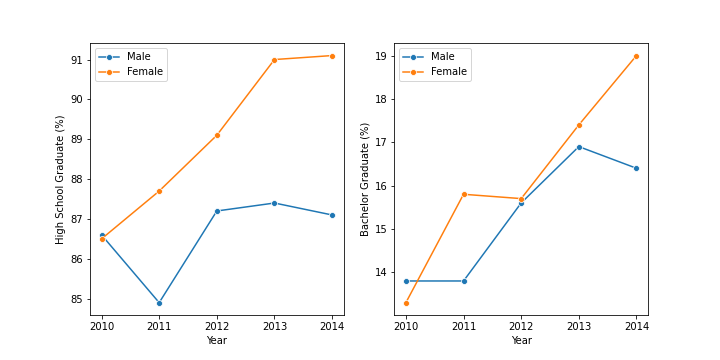 Male
Female
91
90
89
88
87
86
85
High School Graduate (%)
2010 2011 2012 2013 2014
Year
Male
Female
19
18
17
16
15
14
Bachelor Graduate (%)
2010 2011 2012 2013 2014
Year